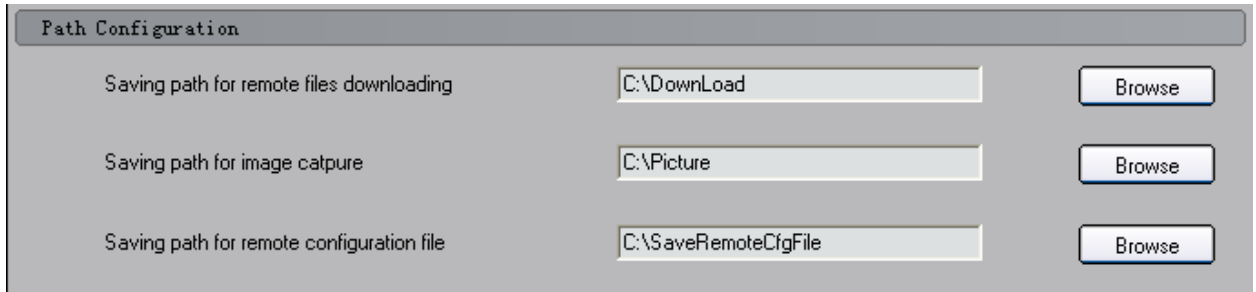 Path Configuration
Saving path for remote files downloading C:\DownLoad Browse
Saving path for image catpure C:\Picture Browse
Saving path for remote configuration file C:\SaveRemoteCfgFile Browse